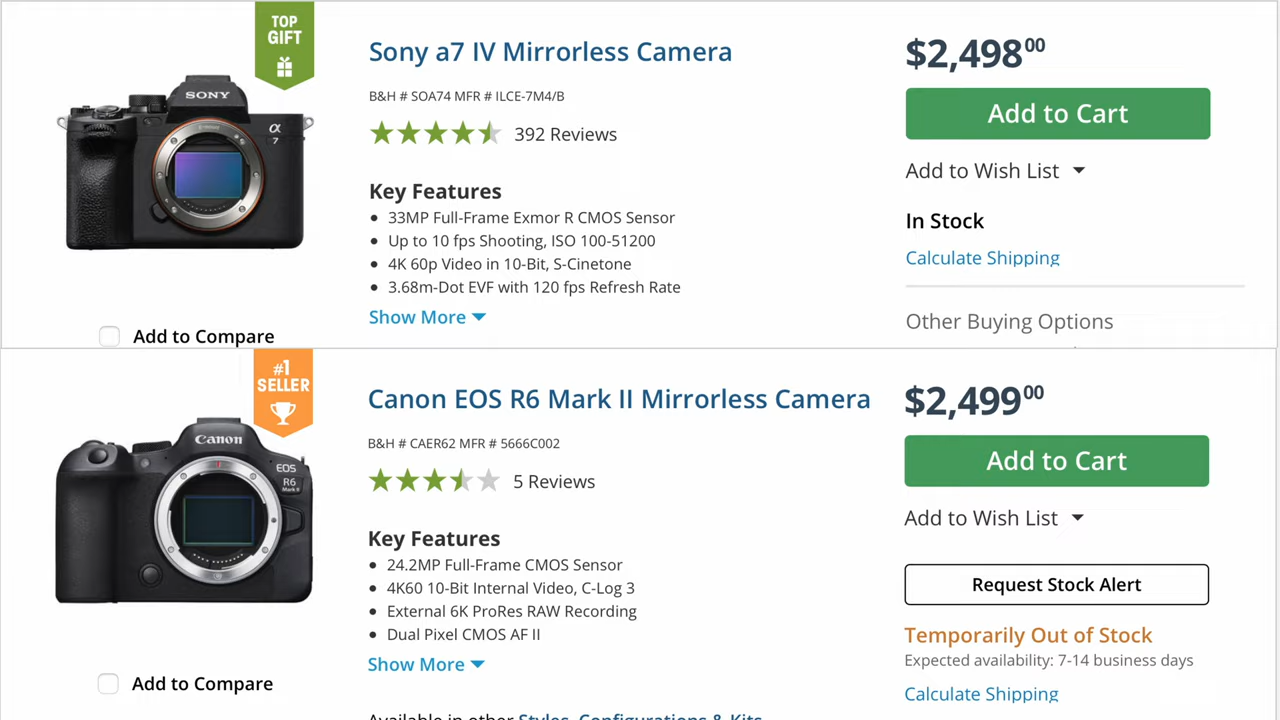 TOP
GIFT
SONY
α
7
Sony a7 IV Mirrorless Camera
B&H # SOA74 MFR # ILCE-7M4/B
392 Reviews
Key Features
• 33MP Full-Frame Exmor R CMOS Sensor
• Up to 10 fps Shooting, ISO 100-51200
• 4K 60p Video in 10-Bit, S-Cinetone
• 3.68m-Dot EVF with 120 fps Refresh Rate
Show More
Add to Compare
$2,498 00
Add to Cart
Add to Wish List
In Stock
Calculate Shipping
Other Buying Options
#1
SELLER
Canon
EOS
R6
Mark II
Canon EOS R6 Mark II Mirrorless Camera
B&H # CAER62 MFR # 5666C002
5 Reviews
Key Features
• 24.2MP Full-Frame CMOS Sensor
• 4K60 10-Bit Internal Video, C-Log 3
• External 6K ProRes RAW Recording
• Dual Pixel CMOS AF II
Show More
Add to Compare
Available in other Styles, Configurations & Kits
$2,499 00
Add to Cart
Add to Wish List
Request Stock Alert
Temporarily Out of Stock
Expected availability: 7-14 business days
Calculate Shipping